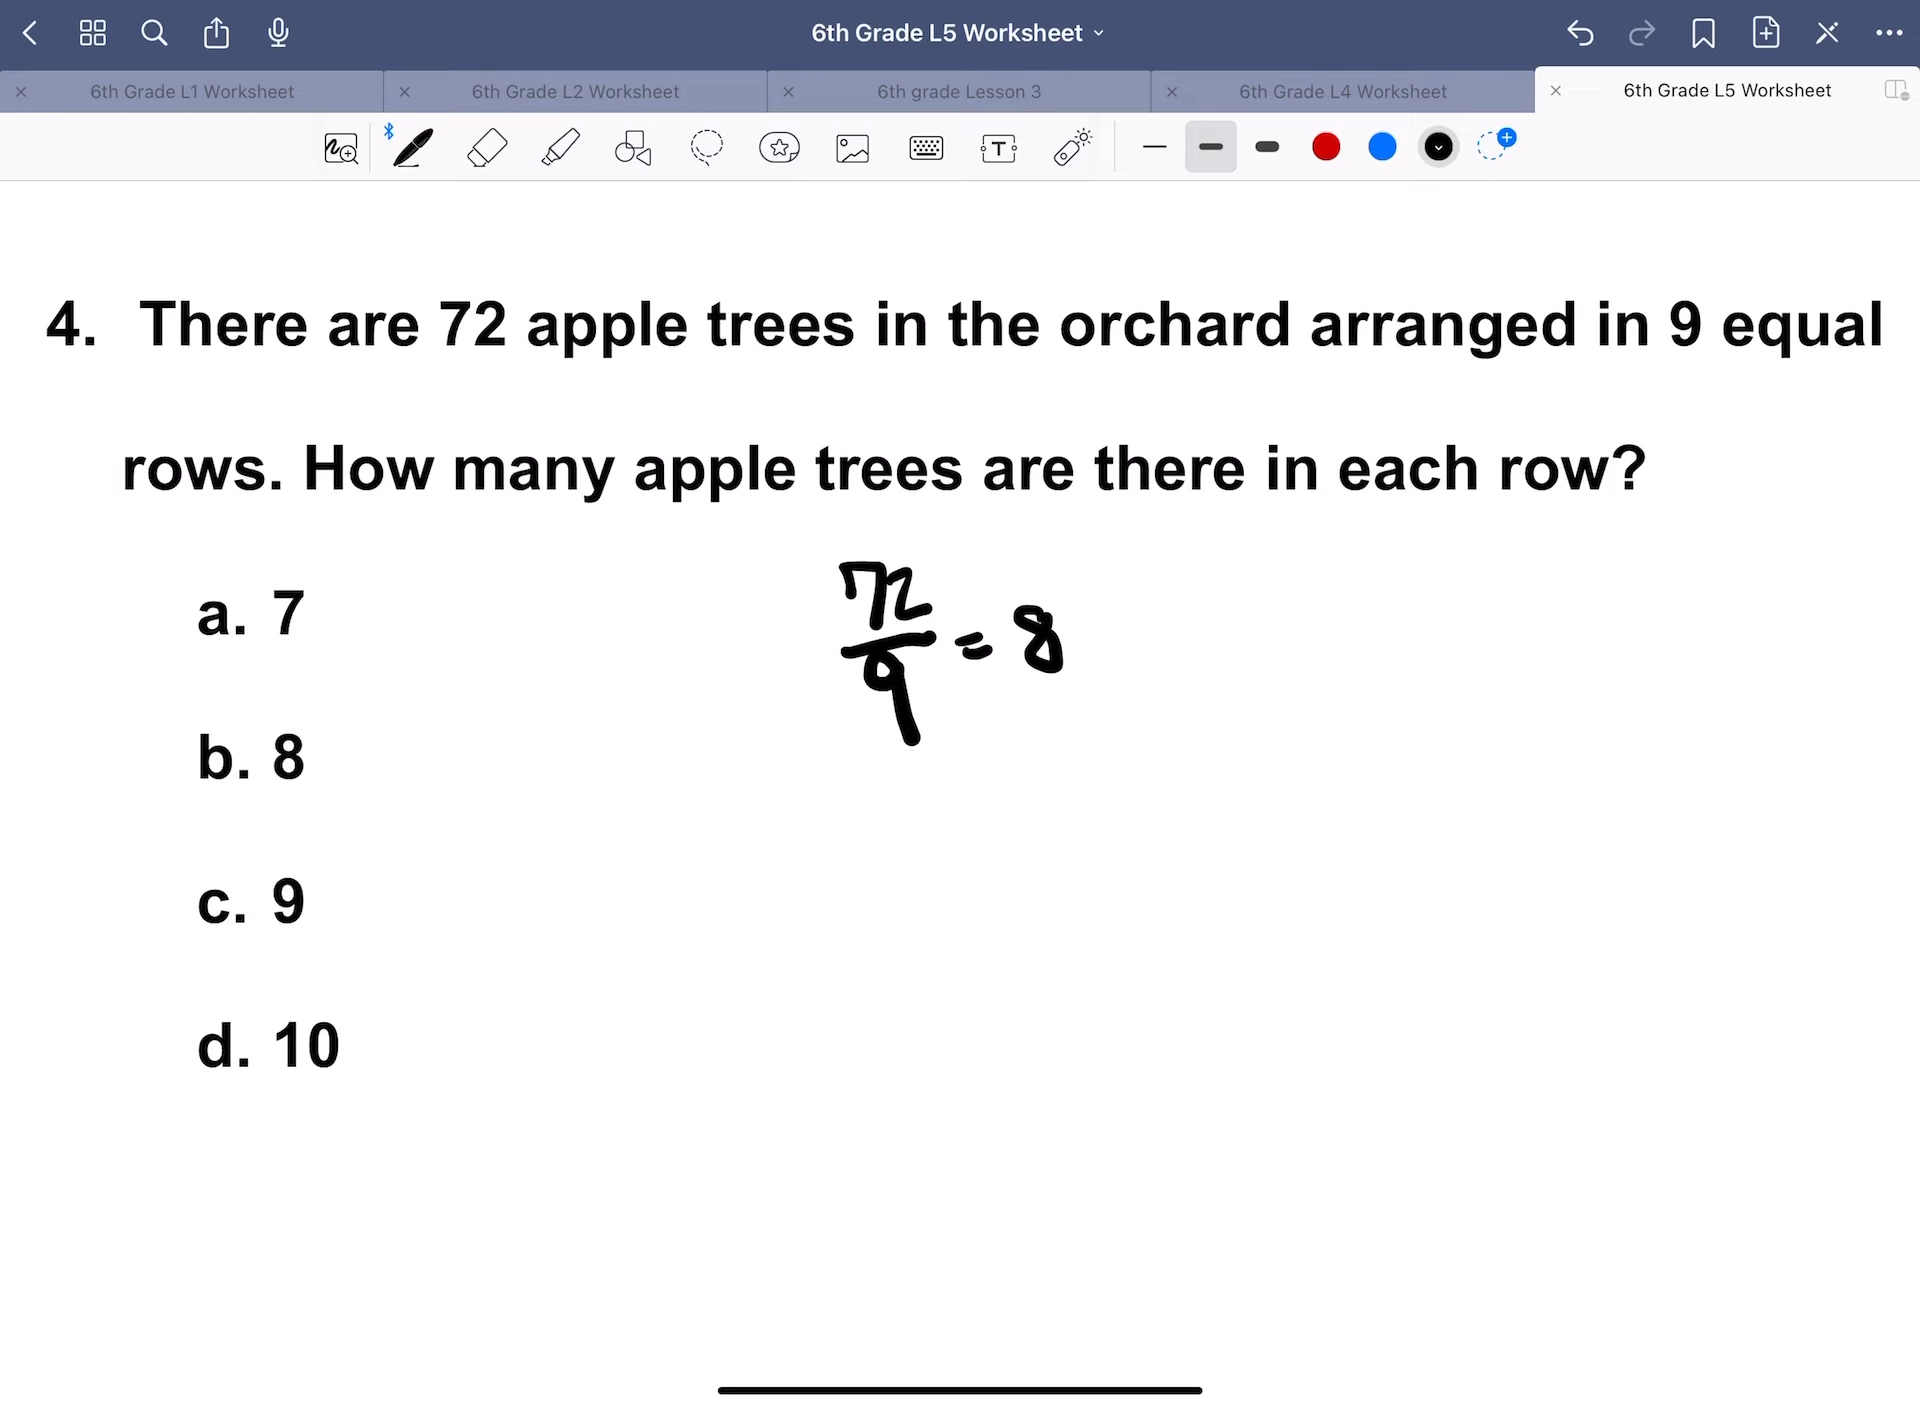 6th Grade L5 Worksheet
6th Grade L1 Worksheet
6th Grade L2 Worksheet
6th grade Lesson 3
6th Grade L4 Worksheet
6th Grade L5 Worksheet
T
4. There are 72 apple trees in the orchard arranged in 9 equal
rows. How many apple trees are there in each row?
72
9
= 8
a. 7
b. 8
c. 9
d. 10